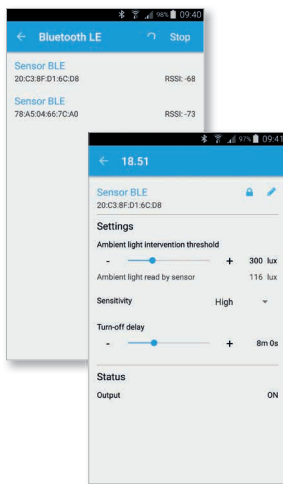 98% 09:40
← Bluetooth LE Stop
Sensor BLE
20:C3:8F:D1:6C:D8 RSSI: -68
Sensor BLE
78:A5:04:66:7C:A0 RSSI: -73
97% 09:41
← 18.51
Sensor BLE
20:C3:8F:D1:6C:D8
Settings
Ambient light intervention threshold
- + 300 lux
Ambient light read by sensor 116 lux
Sensitivity High
Turn-off delay
- + 8m 0s
Status
Output ON